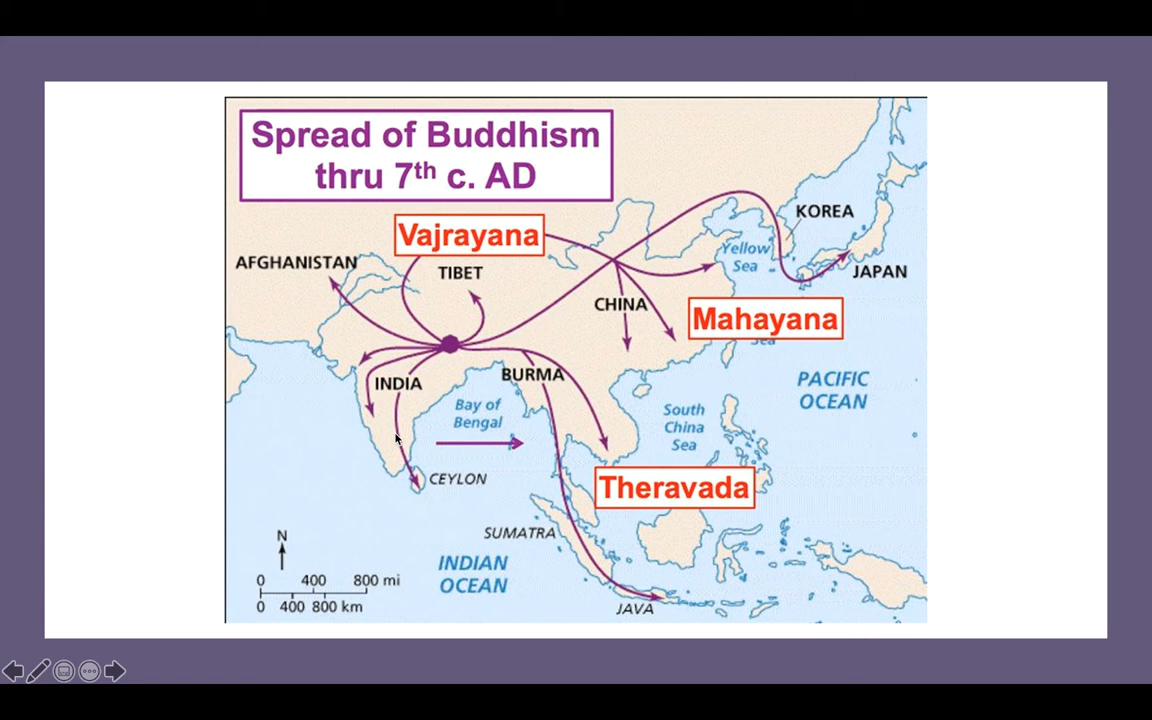 Spread of Buddhism
thru 7th c. AD
Vajrayana
KOREA
AFGHANISTAN
TIBET
Yellow
Sea
JAPAN
CHINA
Mahayana
Sea
INDIA
BURMA
PACIFIC
OCEAN
Bay of
Bengal
South
China
Sea
CEYLON
Theravada
SUMATRA
N
INDIAN
OCEAN
0 400 800 mi
0 400 800 km
JAVA